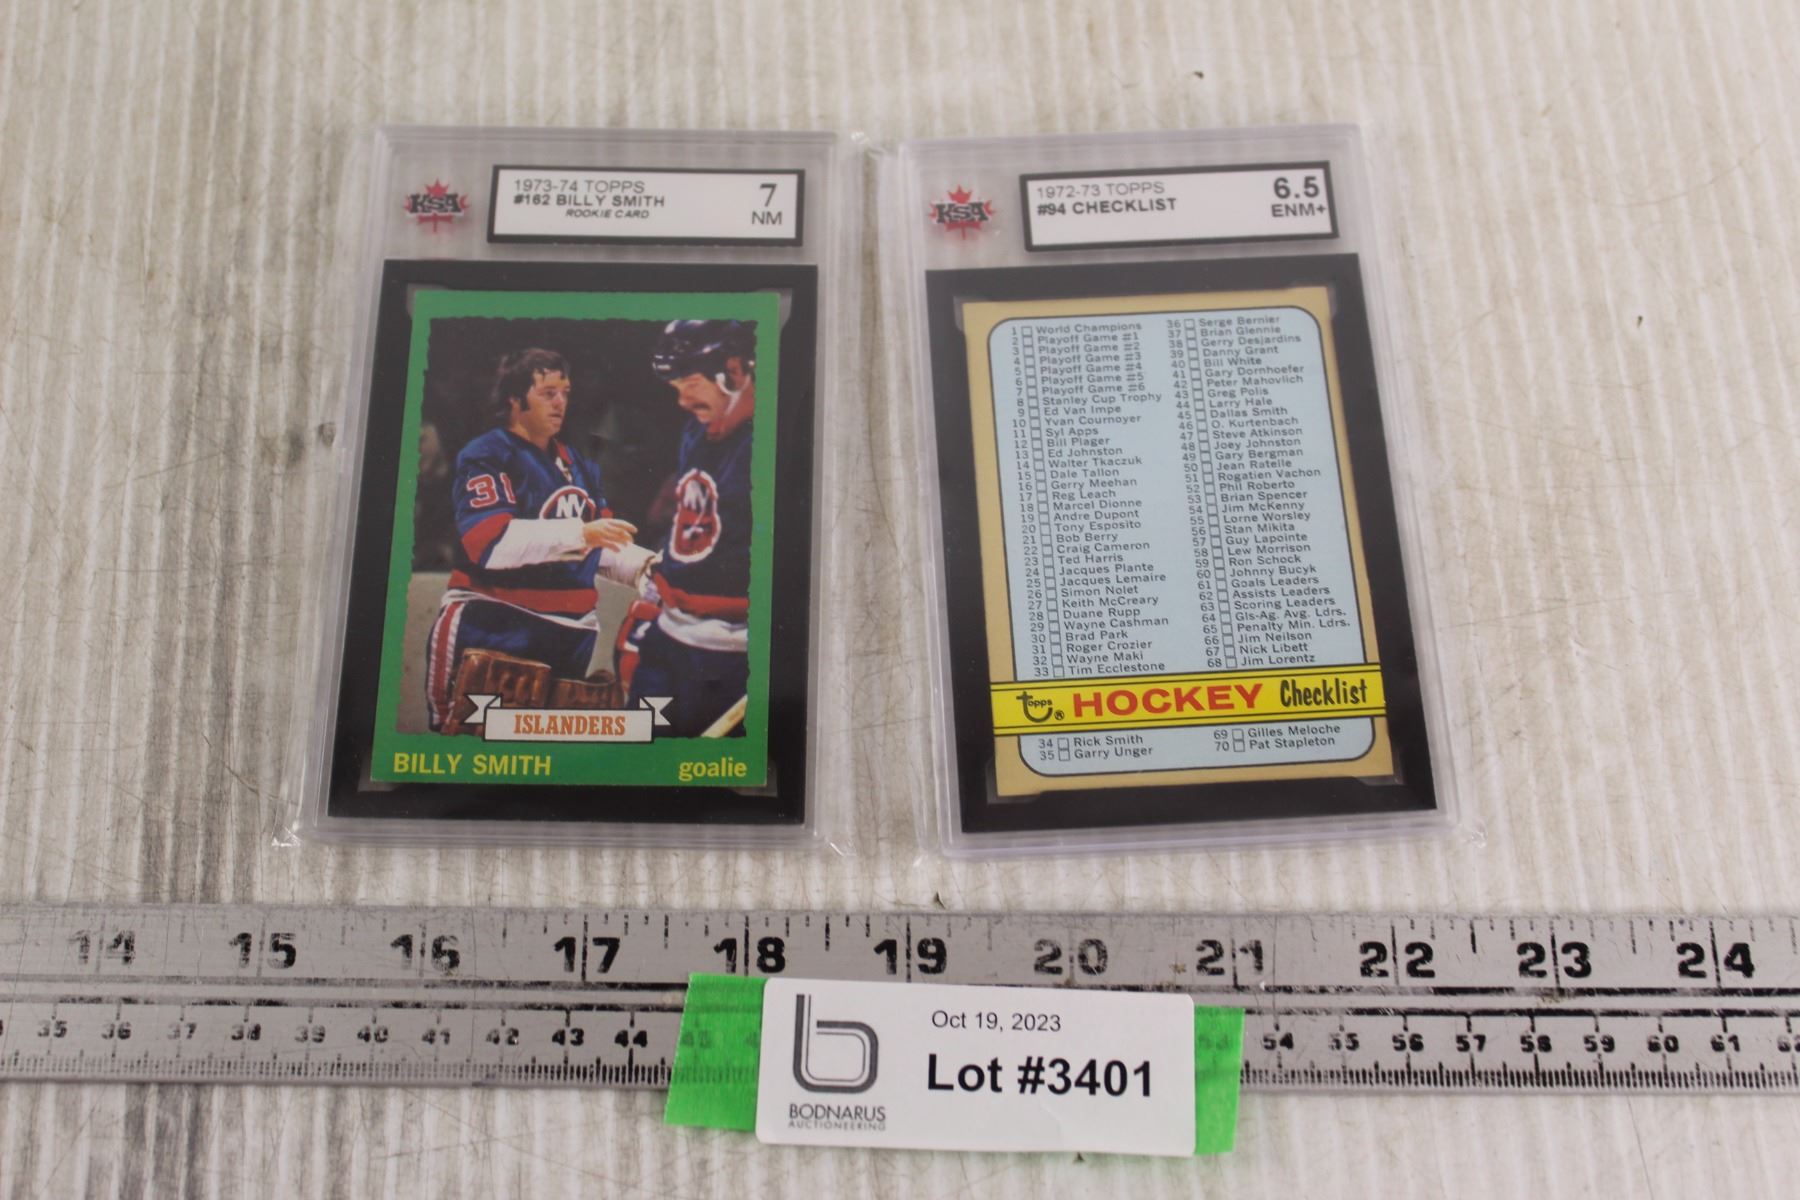 KSA
1973-74 TOPPS
#162 BILLY SMITH
ROOKIE CARD
7
NM
31
NY
NY
ISLANDERS
BILLY SMITH
goalie
KSA
1972-73 TOPPS
#94 CHECKLIST
6.5
ENM+
1 World Champions
2 Playoff Game #1
3 Playoff Game #2
4 Playoff Game #3
5 Playoff Game #4
6 Playoff Game #5
7 Playoff Game #6
8 Stanley Cup Trophy
9 Ed Van Impe
10 Yvan Cournoyer
11 Syl Apps
12 Bill Plager
13 Ed Johnston
14 Walter Tkaczuk
15 Dale Tallon
16 Gerry Meehan
17 Reg Leach
18 Marcel Dionne
19 Andre Dupont
20 Tony Esposito
21 Bob Berry
22 Craig Cameron
23 Ted Harris
24 Jacques Plante
25 Jacques Lemaire
26 Simon Nolet
27 Keith McCreary
28 Duane Rupp
29 Wayne Cashman
30 Brad Park
31 Roger Crozier
32 Wayne Maki
33 Tim Ecclestone
36 Serge Bernier
37 Brian Glennie
38 Gerry Desjardins
39 Danny Grant
40 Bill White
41 Gary Dornhoefer
42 Peter Mahovlich
43 Greg Polis
44 Larry Hale
45 Dallas Smith
46 O. Kurtenbach
47 Steve Atkinson
48 Joey Johnston
49 Gary Bergman
50 Jean Ratelle
51 Rogatien Vachon
52 Phil Roberto
53 Brian Spencer
54 Jim McKenny
55 Lorne Worsley
56 Stan Mikita
57 Guy Lapointe
58 Lew Morrison
59 Ron Schock
60 Johnny Bucyk
61 Goals Leaders
62 Assists Leaders
63 Scoring Leaders
64 Gls-Ag. Avg. Ldrs.
65 Penalty Min. Ldrs.
66 Jim Neilson
67 Nick Libett
68 Jim Lorentz
Topps ® HOCKEY Checklist
34 Rick Smith
35 Garry Unger
69 Gilles Meloche
70 Pat Stapleton
14 15 16 17 18 19 20 21 22 23 24
35 36 37 38 39 40 41 42 43 44 45 53 54 55 56 57 58 59 60 61
Oct 19, 2023
Lot #3401
BODNARUS
AUCTIONEERING